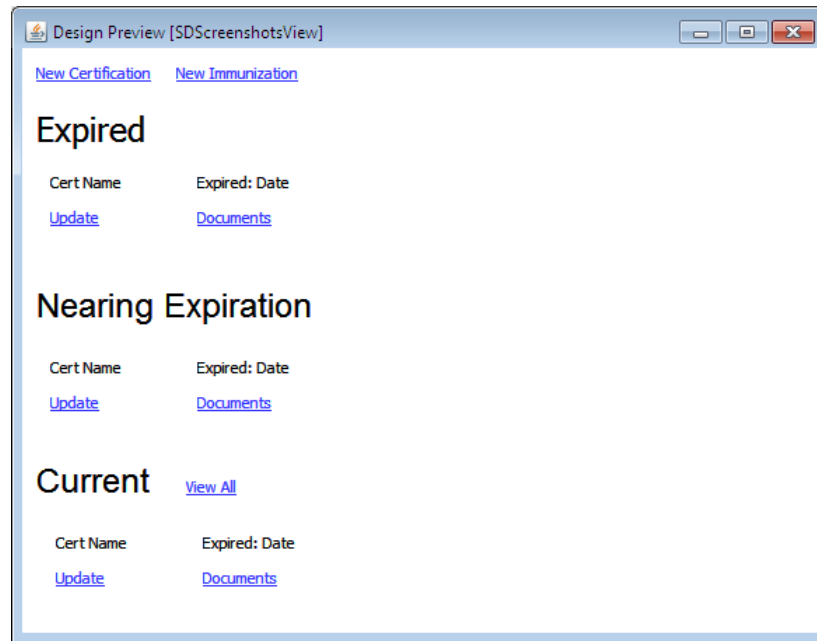 Design Preview [SDScreenshotsView]
New Certification New Immunization
Expired
Cert Name Expired: Date
Update Documents
Nearing Expiration
Cert Name Expired: Date
Update Documents
Current View All
Cert Name Expired: Date
Update Documents